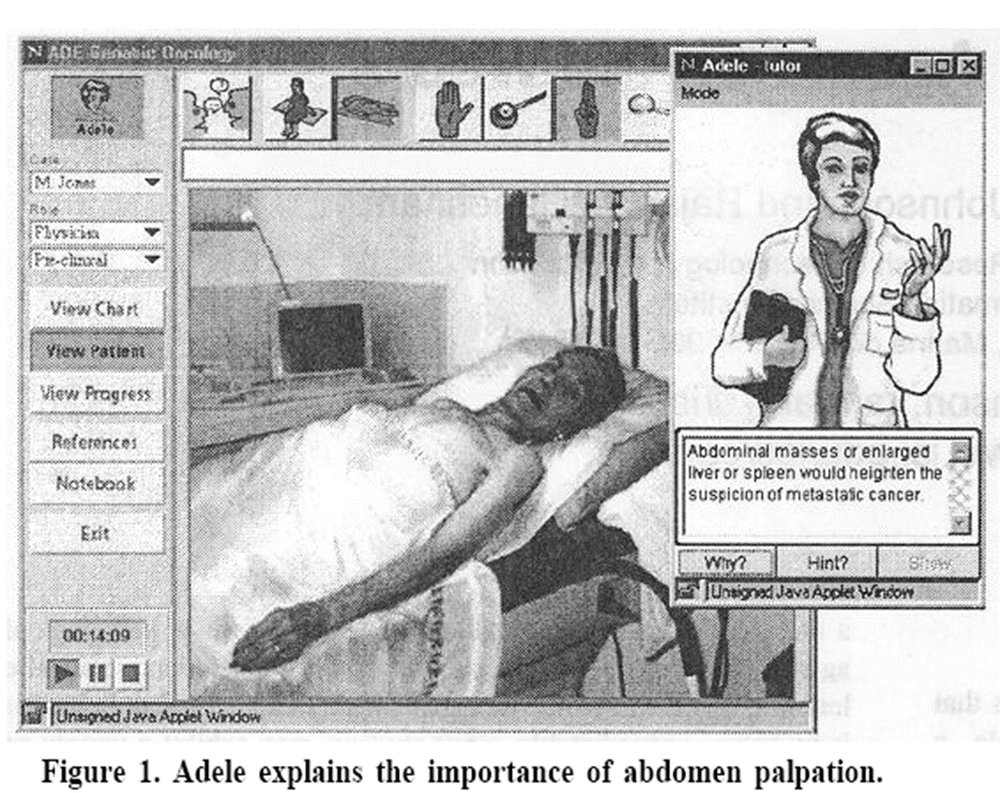 ADE Geriatric Oncology
Adele
Case
M. Jones
Role
Physician
Pre-clinical
View Chart
View Patient
View Progress
References
Notebook
Exit
00:14:09
Unsigned Java Applet Window
Adele - tutor
Mode
Abdominal masses or enlarged
liver or spleen would heighten the
suspicion of metastatic cancer.
Why? Hint? Show
Unsigned Java Applet Window
Figure 1. Adele explains the importance of abdomen palpation.